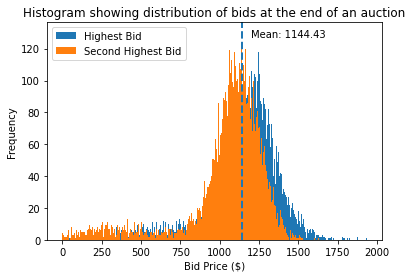 Histogram showing distribution of bids at the end of an auction
Highest Bid
Second Highest Bid
Mean: 1144.43
120
100
80
60
40
20
0
Frequency
0 250 500 750 1000 1250 1500 1750 2000
Bid Price ($)